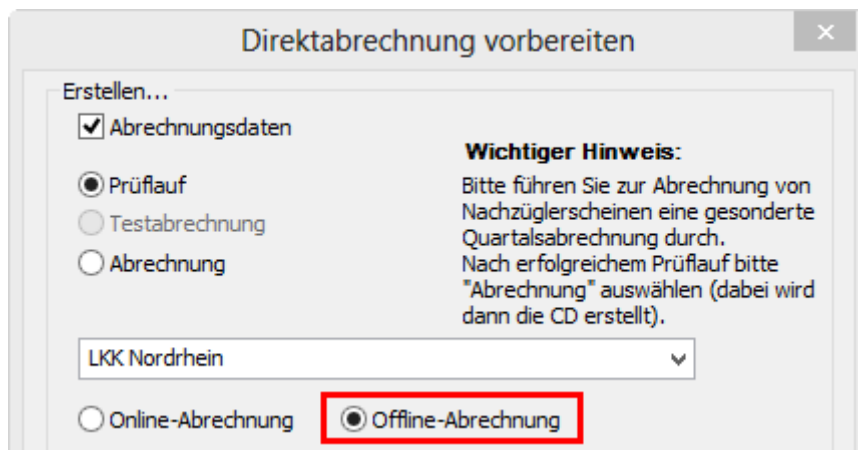 Direktabrechnung vorbereiten
Erstellen...
Abrechnungsdaten
Prüflauf
Testabrechnung
Abrechnung
Wichtiger Hinweis:
Bitte führen Sie zur Abrechnung von
Nachzüglerscheinen eine gesonderte
Quartalsabrechnung durch.
Nach erfolgreichem Prüflauf bitte
"Abrechnung" auswählen (dabei wird
dann die CD erstellt).
LKK Nordrhein
Online-Abrechnung
Offline-Abrechnung